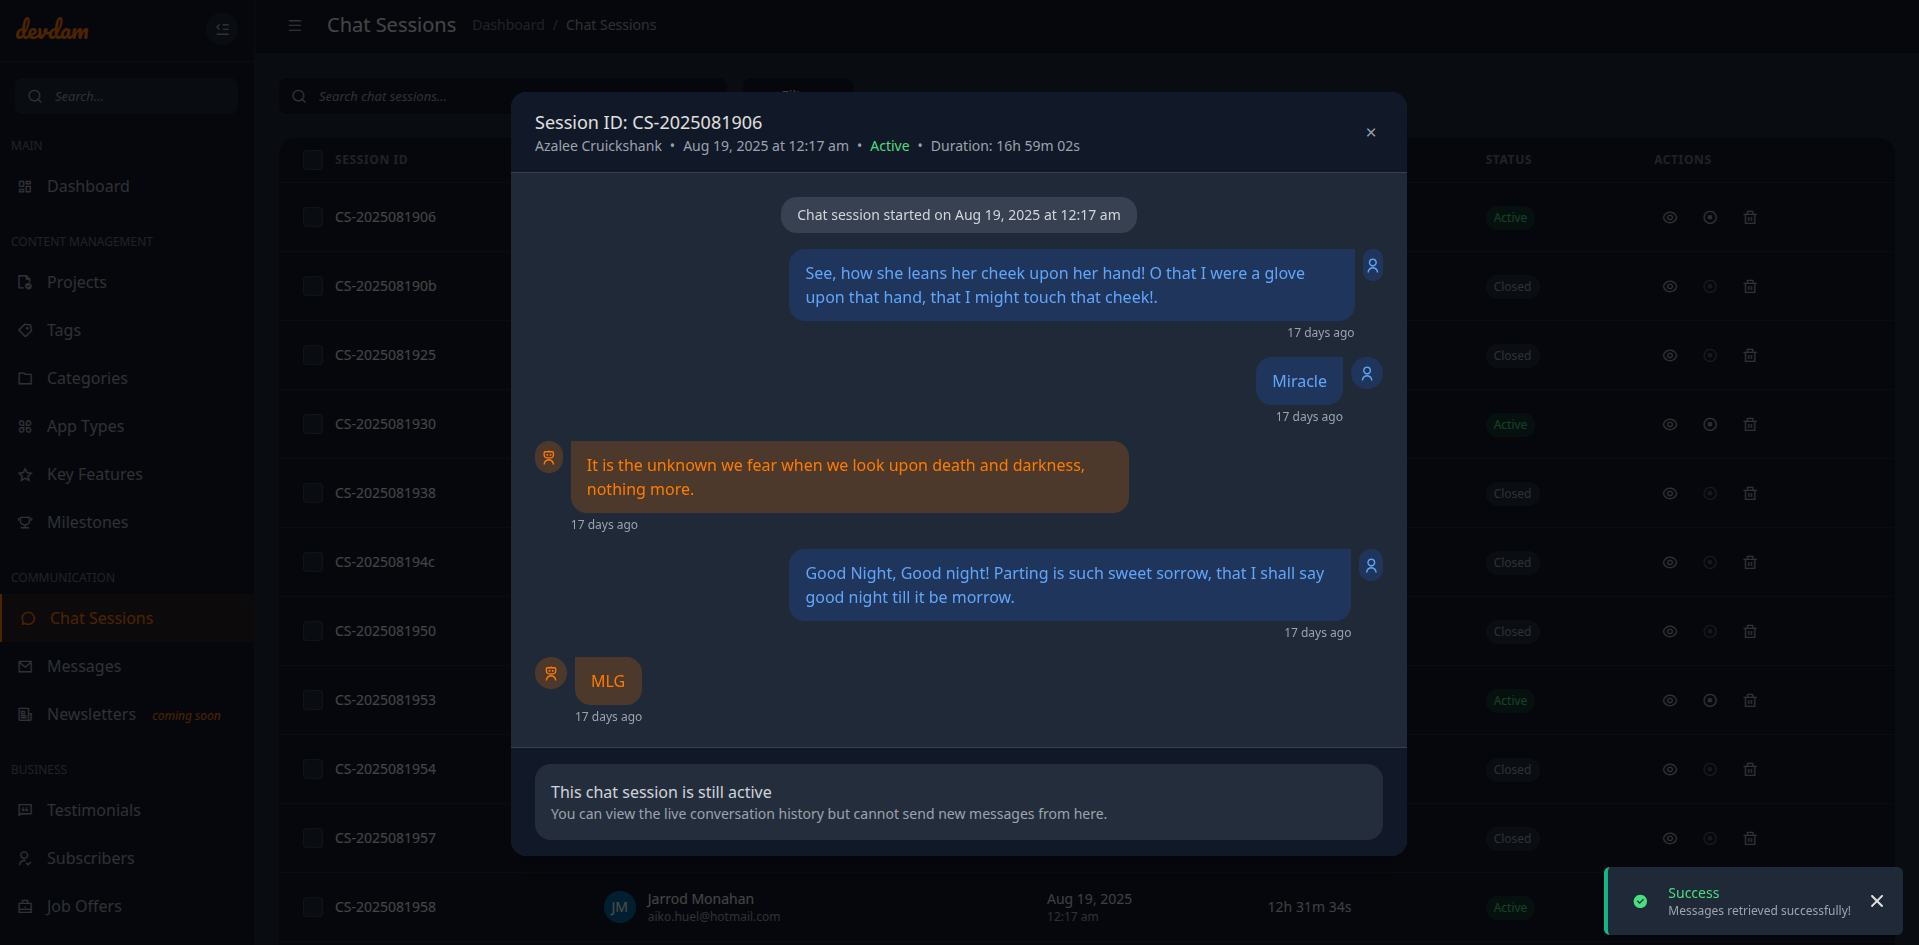 devdam
Search...
MAIN
Dashboard
CONTENT MANAGEMENT
Projects
Tags
Categories
App Types
Key Features
Milestones
COMMUNICATION
Chat Sessions
Messages
Newsletters coming soon
BUSINESS
Testimonials
Subscribers
Job Offers
Chat Sessions Dashboard / Chat Sessions
Search chat sessions...
SESSION ID STATUS ACTIONS
CS-2025081906 Active
CS-202508190b Closed
CS-2025081925 Closed
CS-2025081930 Active
CS-2025081938 Closed
CS-202508194c Closed
CS-2025081950 Closed
CS-2025081953 Active
CS-2025081954 Closed
CS-2025081957 Closed
CS-2025081958 Jarrod Monahan Aug 19, 2025 12h 31m 34s Active
JM aiko.huel@hotmail.com 12:17 am
Session ID: CS-2025081906
Azalee Cruickshank • Aug 19, 2025 at 12:17 am • Active • Duration: 16h 59m 02s
Chat session started on Aug 19, 2025 at 12:17 am
See, how she leans her cheek upon her hand! O that I were a glove
upon that hand, that I might touch that cheek!.
17 days ago
Miracle
17 days ago
It is the unknown we fear when we look upon death and darkness,
nothing more.
17 days ago
Good Night, Good night! Parting is such sweet sorrow, that I shall say
good night till it be morrow.
17 days ago
MLG
17 days ago
This chat session is still active
You can view the live conversation history but cannot send new messages from here.
Success
Messages retrieved successfully!